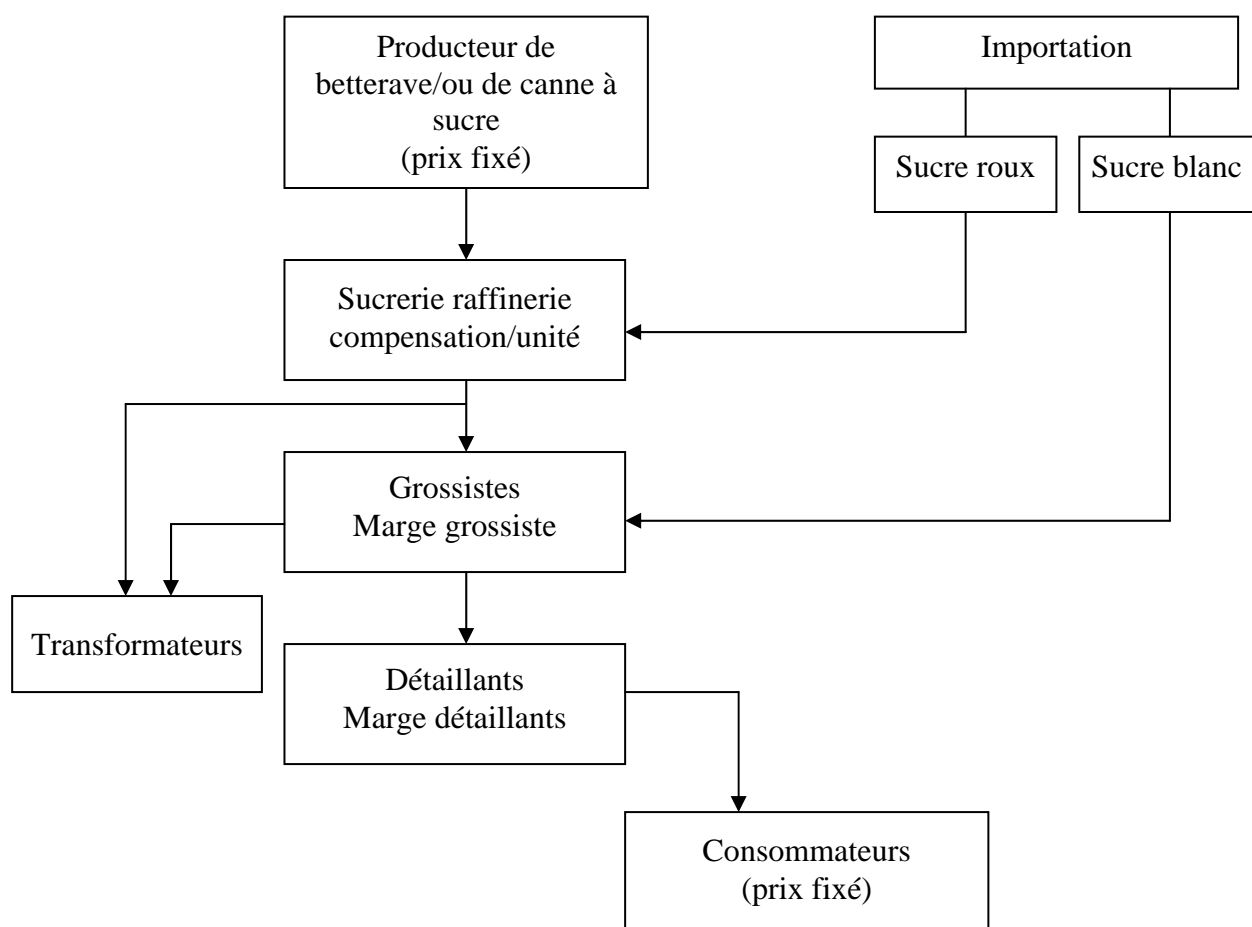 Producteur de
betterave/ou de canne à
sucre
(prix fixé)
Importation
Sucre roux
Sucre blanc
Sucrerie raffinerie
compensation/unité
Grossistes
Marge grossiste
Transformateurs
Détaillants
Marge détaillants
Consommateurs
(prix fixé)